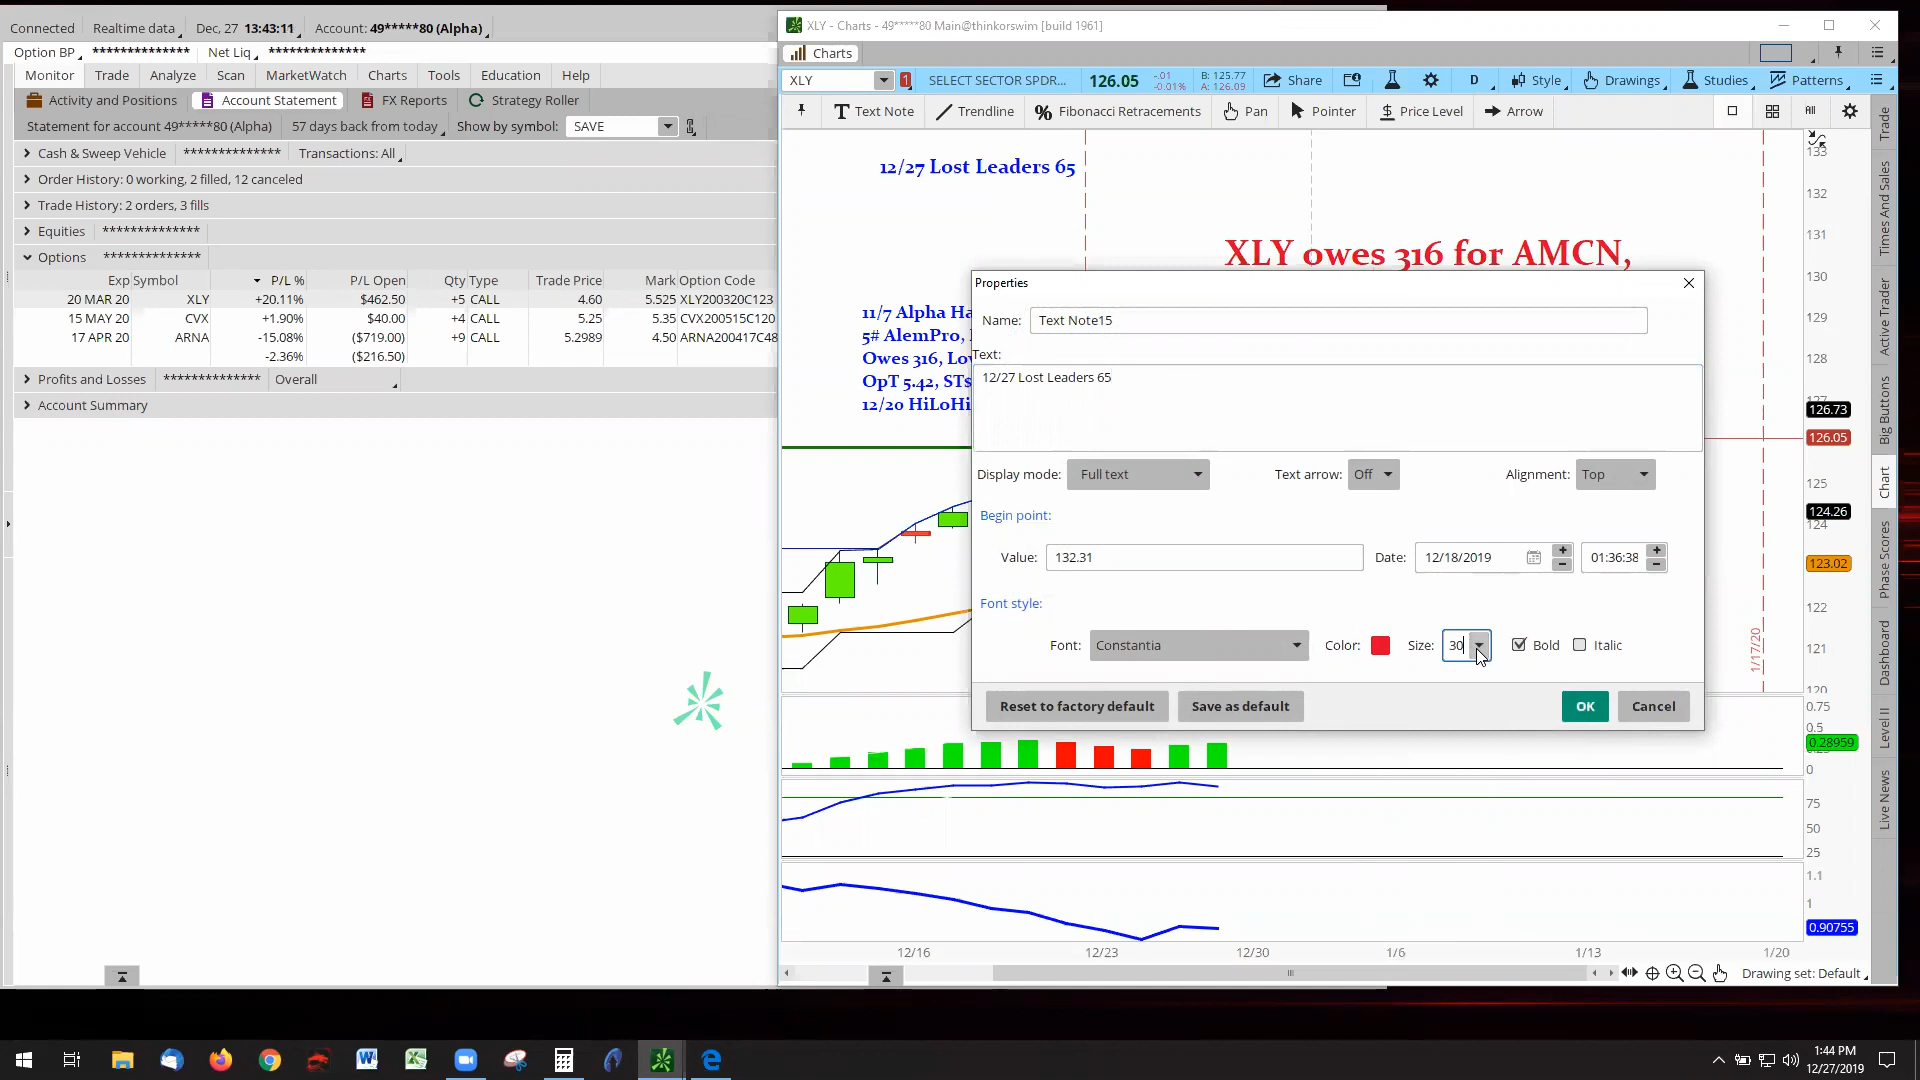 Connected Realtime data Dec, 27 13:43:11 Account: 49*****80 (Alpha)
Option BP ************** Net Liq **************
Monitor Trade Analyze Scan MarketWatch Charts Tools Education Help
Activity and Positions Account Statement FX Reports Strategy Roller
Statement for account 49*****80 (Alpha) 57 days back from today Show by symbol: SAVE
Cash & Sweep Vehicle ************** Transactions: All
Order History: 0 working, 2 filled, 12 canceled
Trade History: 2 orders, 3 fills
Equities **************
Options **************
Exp Symbol P/L % P/L Open Qty Type Trade Price Mark Option Code
20 MAR 20 XLY +20.11% $462.50 +5 CALL 4.60 5.525 XLY200320C123
15 MAY 20 CVX +1.90% $40.00 +4 CALL 5.25 5.35 CVX200515C120
17 APR 20 ARNA -15.08% ($719.00) +9 CALL 5.2989 4.50 ARNA200417C48
-2.36% ($216.50)
Profits and Losses ************** Overall
Account Summary
XLY - Charts - 49*****80 Main@thinkorswim [build 1961]
Charts
XLY 1 SELECT SECTOR SPDR... 126.05 -.01 -0.01% B: 125.77 A: 126.09 Share D Style Drawings Studies Patterns
Text Note Trendline Fibonacci Retracements Pan Pointer Price Level Arrow All
12/27 Lost Leaders 65
XLY owes 316 for AMCN,
11/7 Alpha Ha
5# AlemPro,
Owes 316, Lo
OpT 5.42, ST$
12/20 HiLoHi
Properties
Name: Text Note15
Text:
12/27 Lost Leaders 65
Display mode: Full text Text arrow: Off Alignment: Top
Begin point:
Value: 132.31 Date: 12/18/2019 01:36:38
Font style:
Font: Constantia Color: Size: 30 Bold Italic
Reset to factory default Save as default OK Cancel
133
132
131
130
129
128
126.73
126.05
125
124.26
124
123.02
122
121
120
1/17/20
0.75
0.5
0.28959
0
75
50
25
1.1
1
0.90755
12/16 12/23 12/30 1/6 1/13 1/20
Drawing set: Default
Trade
Times And Sales
Active Trader
Big Buttons
Chart
Phase Scores
Dashboard
Level II
Live News
1:44 PM
12/27/2019